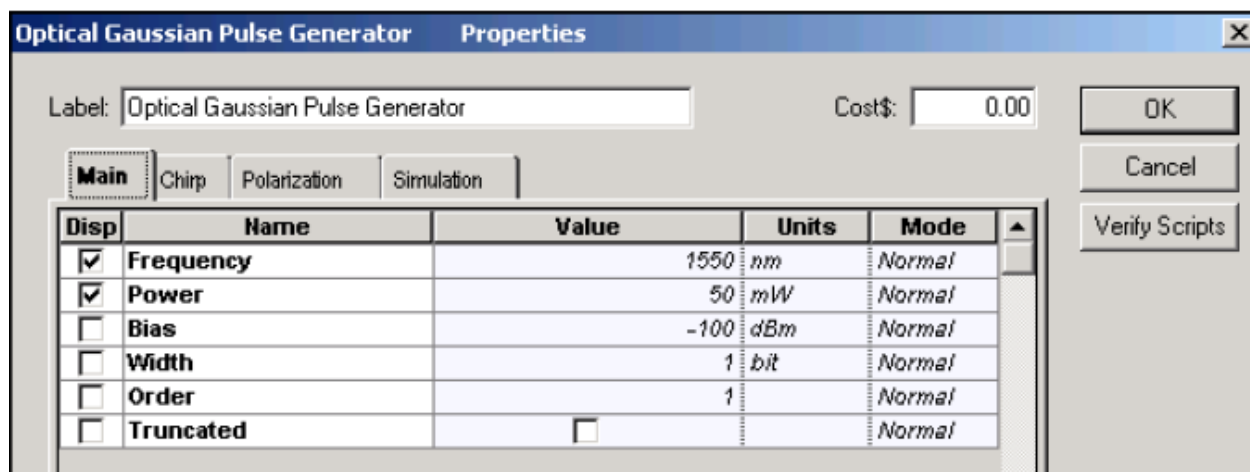 Optical Gaussian Pulse Generator Properties
Label: Optical Gaussian Pulse Generator Cost$: 0.00 OK
Cancel
Main Chirp Polarization Simulation
Verify Scripts
Disp Name Value Units Mode
Frequency 1550 nm Normal
Power 50 mW Normal
Bias -100 dBm Normal
Width 1 bit Normal
Order 1 Normal
Truncated Normal